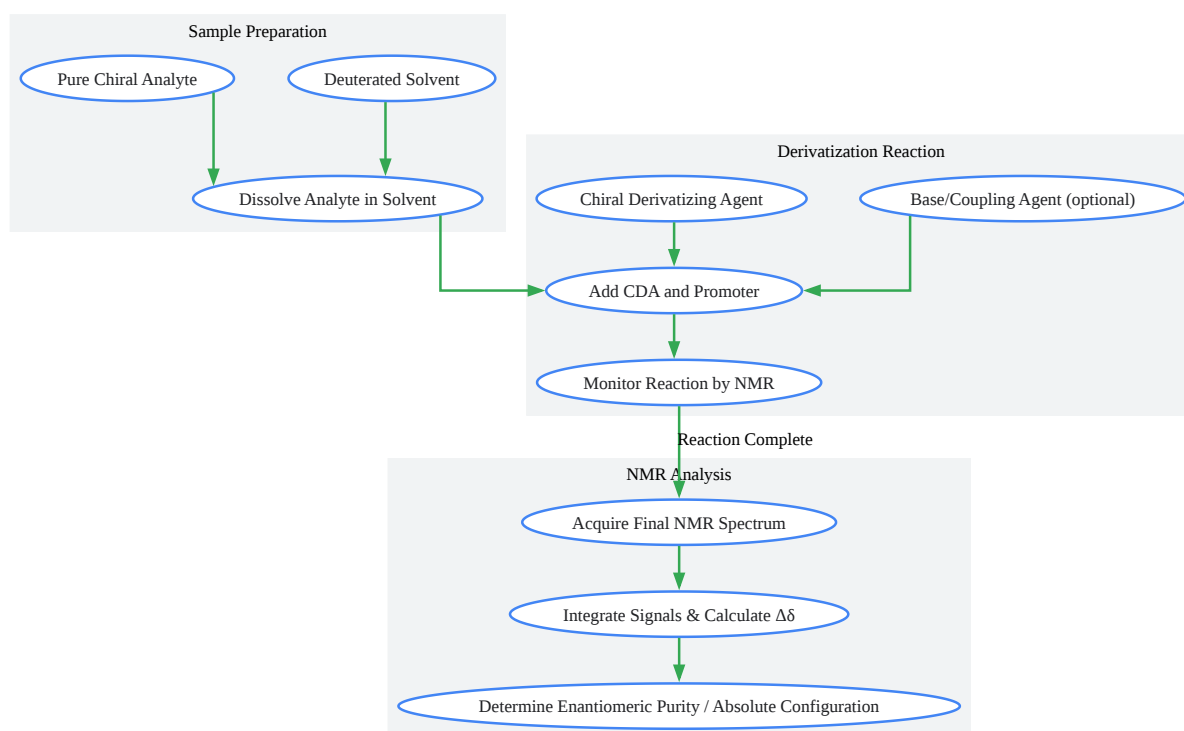 Sample Preparation
Pure Chiral Analyte
Deuterated Solvent
Dissolve Analyte in Solvent
Derivatization Reaction
Chiral Derivatizing Agent
Base/Coupling Agent (optional)
Add CDA and Promoter
Monitor Reaction by NMR
Reaction Complete
NMR Analysis
Acquire Final NMR Spectrum
Integrate Signals & Calculate Δδ
Determine Enantiomeric Purity / Absolute Configuration